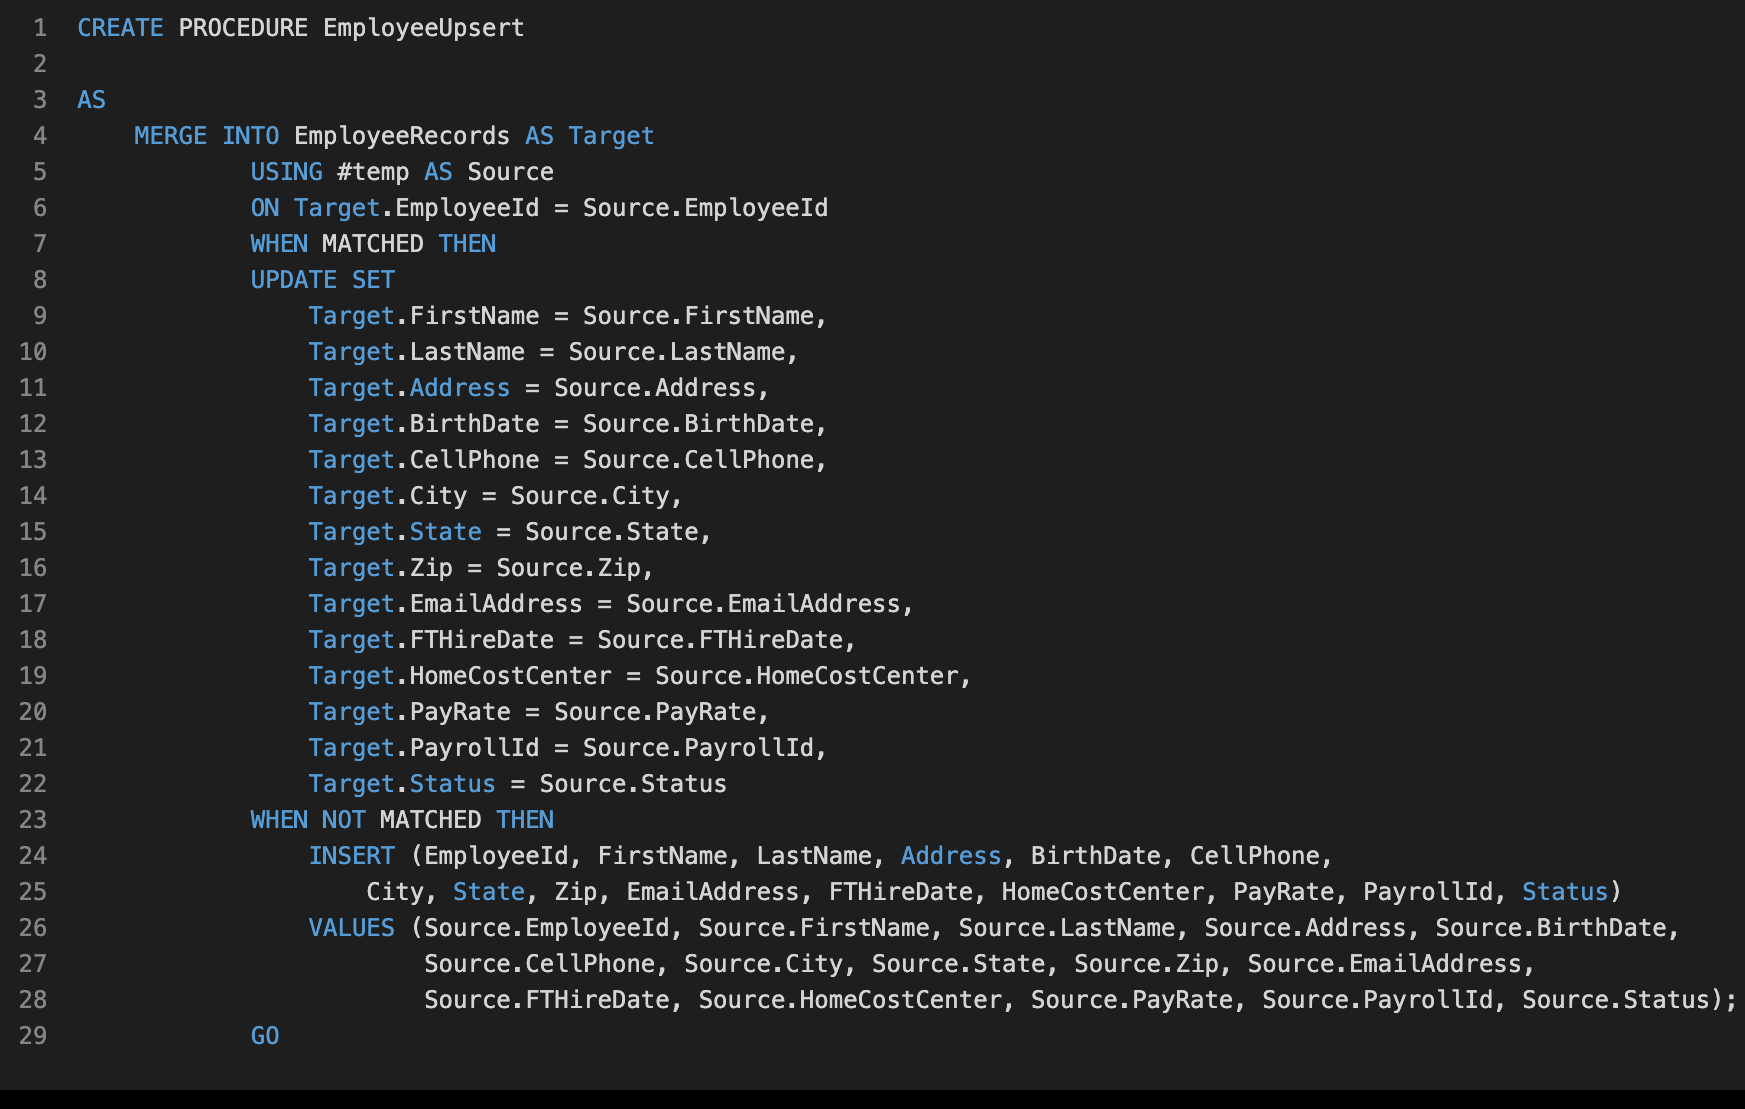 1 CREATE PROCEDURE EmployeeUpsert
2
3 AS
4 MERGE INTO EmployeeRecords AS Target
5 USING #temp AS Source
6 ON Target.EmployeeId = Source.EmployeeId
7 WHEN MATCHED THEN
8 UPDATE SET
9 Target.FirstName = Source.FirstName,
10 Target.LastName = Source.LastName,
11 Target.Address = Source.Address,
12 Target.BirthDate = Source.BirthDate,
13 Target.CellPhone = Source.CellPhone,
14 Target.City = Source.City,
15 Target.State = Source.State,
16 Target.Zip = Source.Zip,
17 Target.EmailAddress = Source.EmailAddress,
18 Target.FTHireDate = Source.FTHireDate,
19 Target.HomeCostCenter = Source.HomeCostCenter,
20 Target.PayRate = Source.PayRate,
21 Target.PayrollId = Source.PayrollId,
22 Target.Status = Source.Status
23 WHEN NOT MATCHED THEN
24 INSERT (EmployeeId, FirstName, LastName, Address, BirthDate, CellPhone,
25 City, State, Zip, EmailAddress, FTHireDate, HomeCostCenter, PayRate, PayrollId, Status)
26 VALUES (Source.EmployeeId, Source.FirstName, Source.LastName, Source.Address, Source.BirthDate,
27 Source.CellPhone, Source.City, Source.State, Source.Zip, Source.EmailAddress,
28 Source.FTHireDate, Source.HomeCostCenter, Source.PayRate, Source.PayrollId, Source.Status);
29 GO